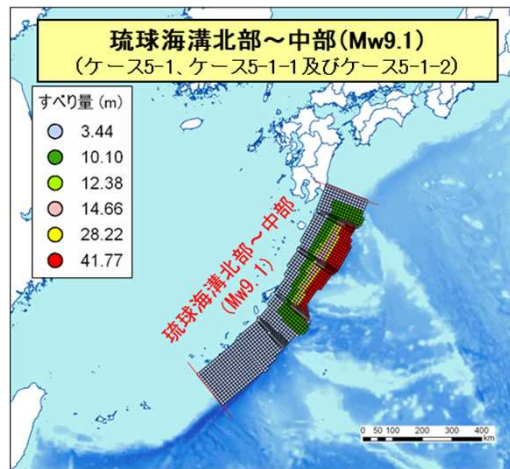 琉球海溝北部～中部(Mw9.1)
(ケース5-1、ケース5-1-1及びケース5-1-2)
すべり量 (m)
3.44
10.10
12.38
14.66
28.22
41.77
琉球海溝北部～中部
(Mw9.1)
0 50 100 200 300 400
km